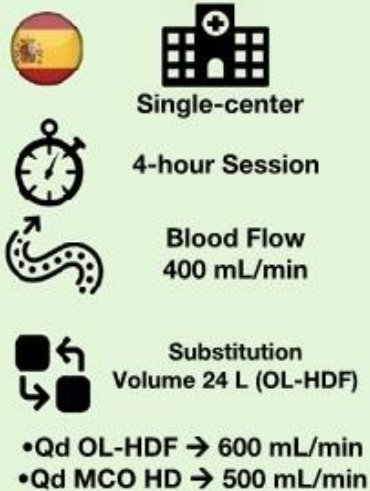 Single-center
4-hour Session
Blood Flow
400 mL/min
Substitution
Volume 24 L (OL-HDF)
•Qd OL-HDF → 600 mL/min
•Qd MCO HD → 500 mL/min